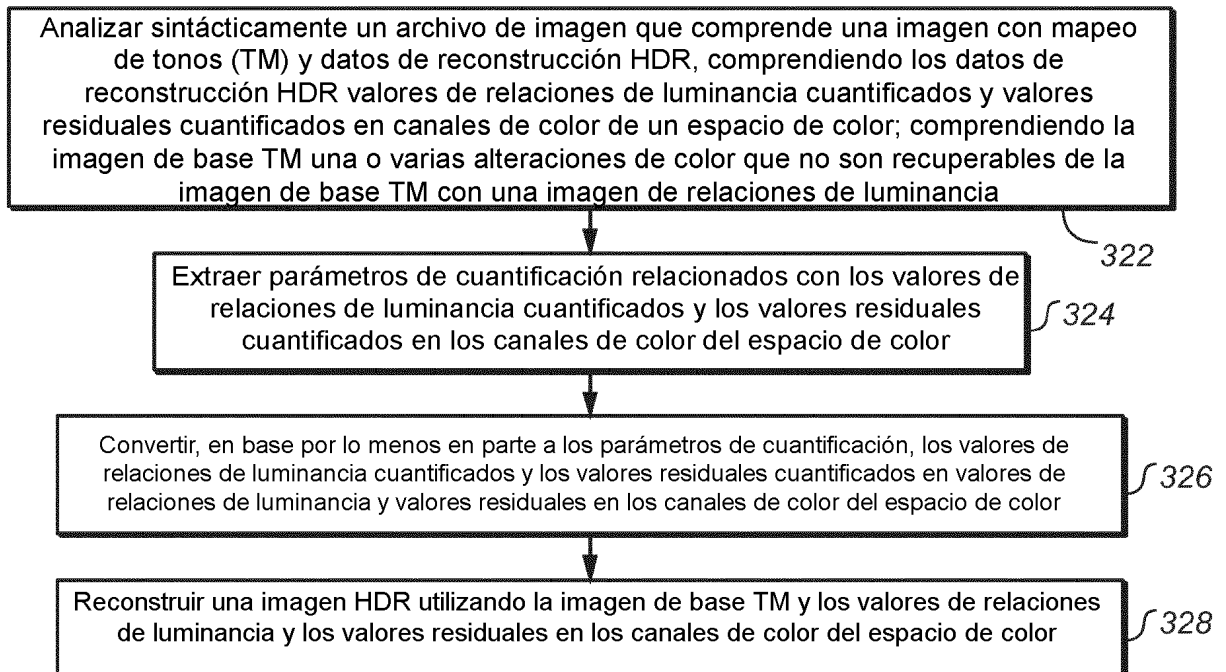 Analizar sintácticamente un archivo de imagen que comprende una imagen con mapeo
de tonos (TM) y datos de reconstrucción HDR, comprendiendo los datos de
reconstrucción HDR valores de relaciones de luminancia cuantificados y valores
residuales cuantificados en canales de color de un espacio de color; comprendiendo la
imagen de base TM una o varias alteraciones de color que no son recuperables de la
imagen de base TM con una imagen de relaciones de luminancia
322
Extraer parámetros de cuantificación relacionados con los valores de
relaciones de luminancia cuantificados y los valores residuales
cuantificados en los canales de color del espacio de color
324
Convertir, en base por lo menos en parte a los parámetros de cuantificación, los valores de
relaciones de luminancia cuantificados y los valores residuales cuantificados en valores de
relaciones de luminancia y valores residuales en los canales de color del espacio de color
326
Reconstruir una imagen HDR utilizando la imagen de base TM y los valores de relaciones
de luminancia y los valores residuales en los canales de color del espacio de color
328